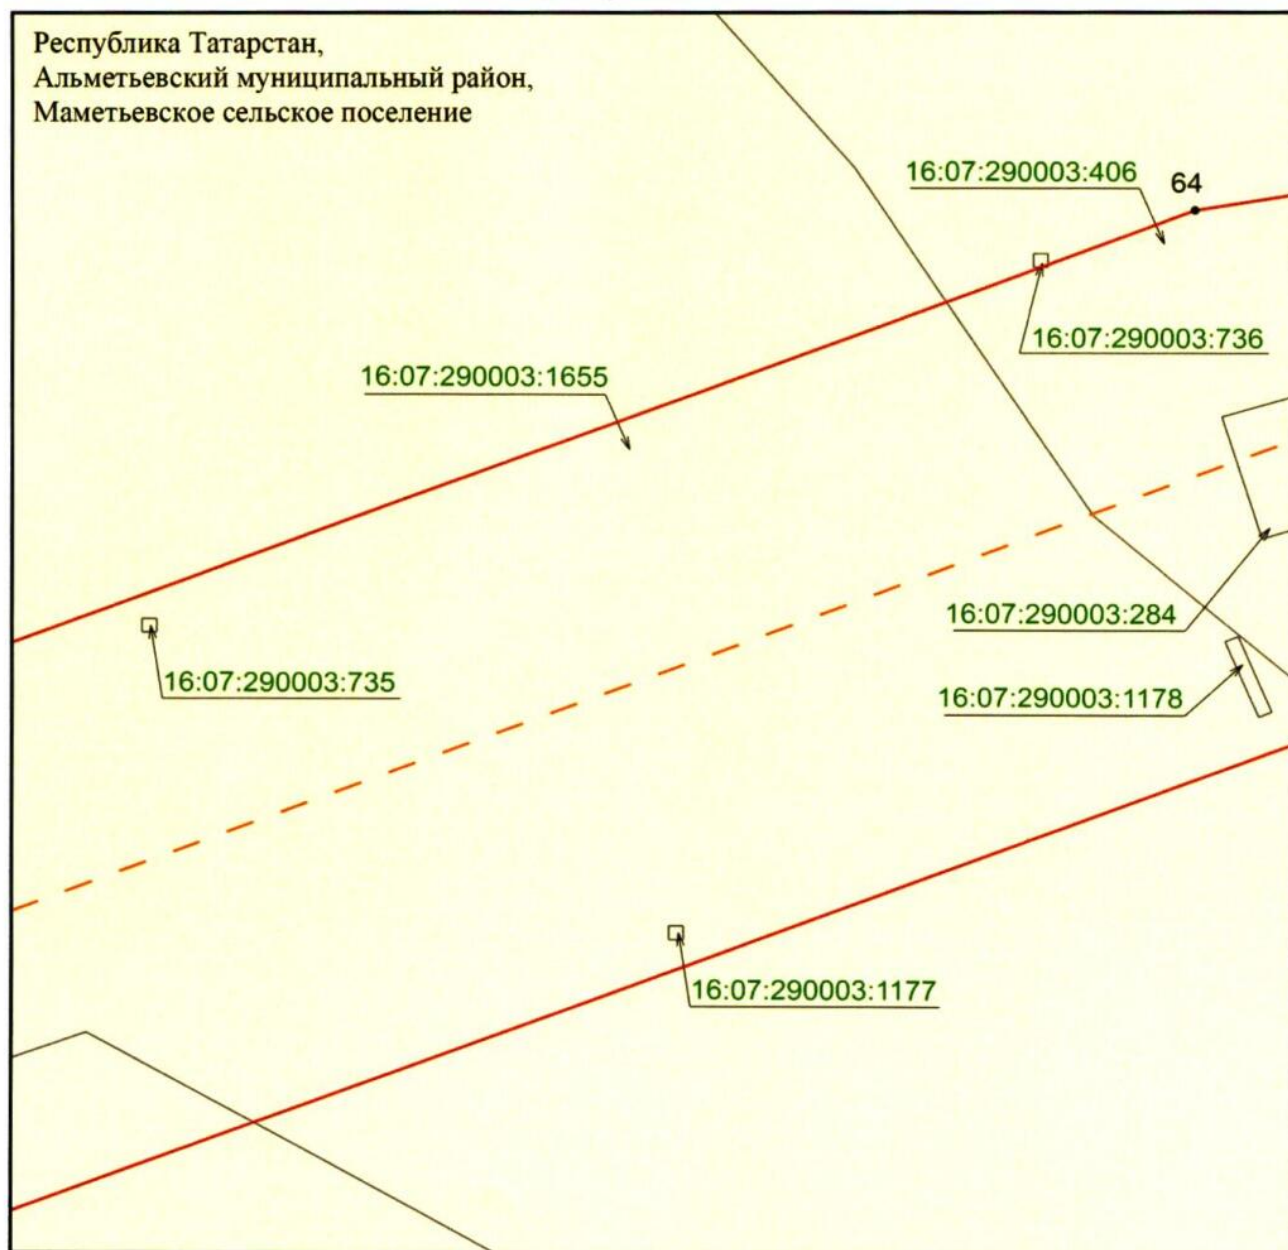 Республика Татарстан,
Альметьевский муниципальный район,
Маметьевское сельское поселение
16:07:290003:406
64
16:07:290003:736
16:07:290003:1655
16:07:290003:284
16:07:290003:735
16:07:290003:1178
16:07:290003:1177